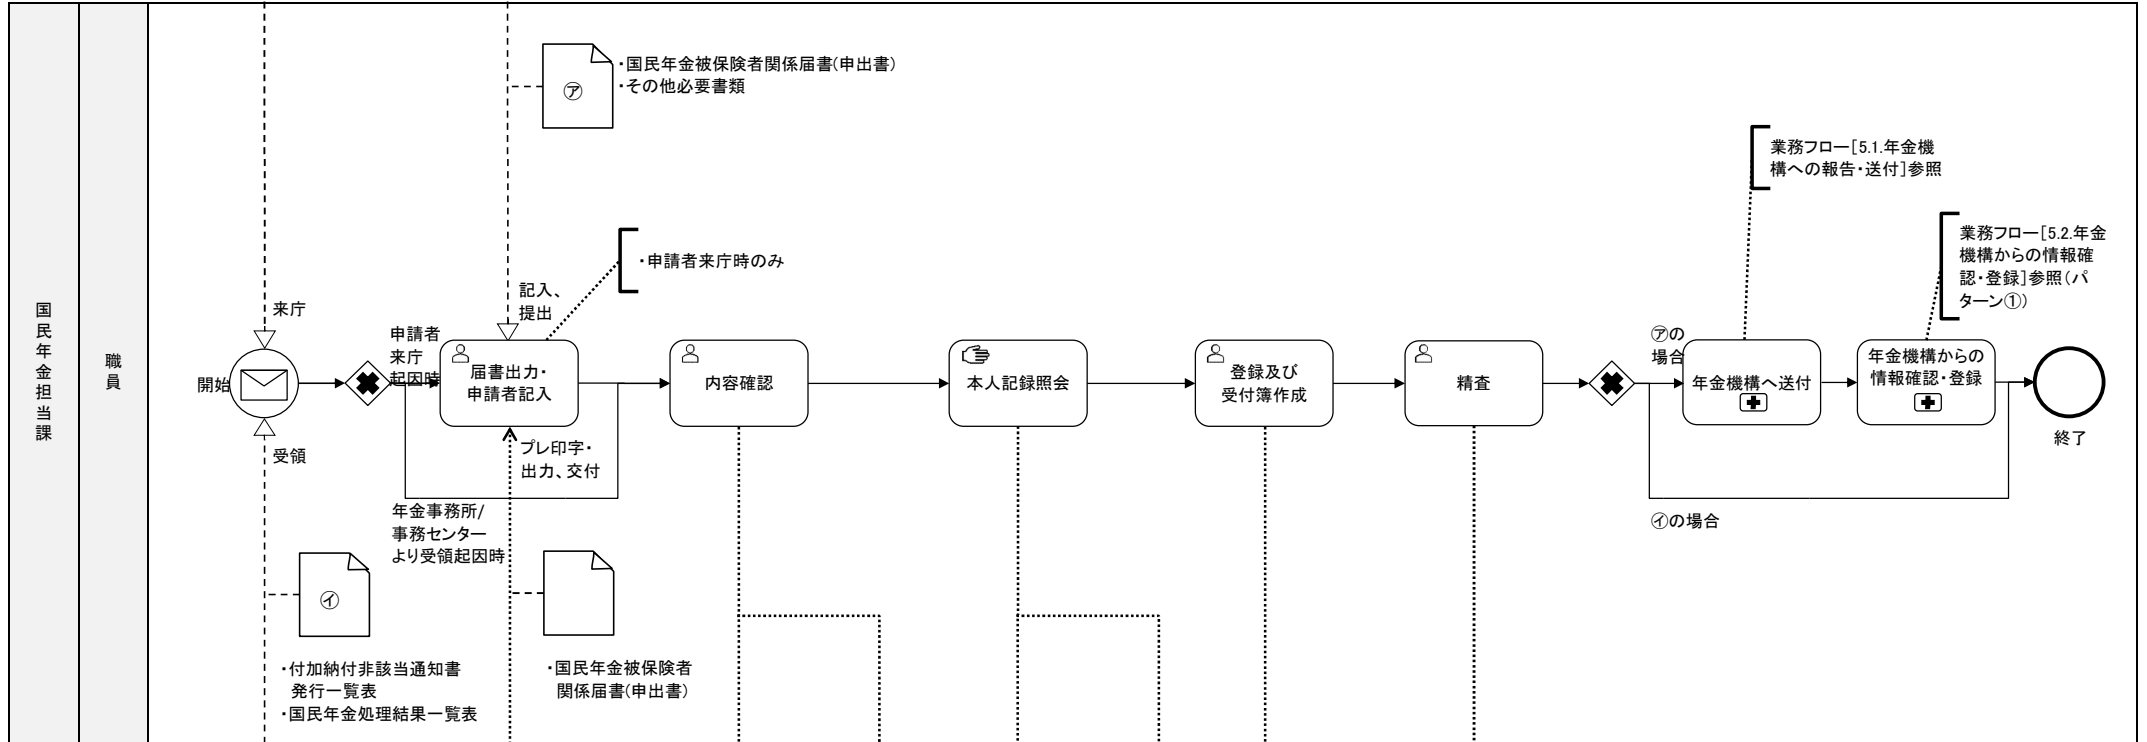 国民年金担当課
職員
・国民年金被保険者関係届書(申出書)
・その他必要書類
㋐
業務フロー[5.1.年金機
構への報告・送付]参照
業務フロー[5.2.年金
機構からの情報確
認・登録]参照(パ
ターン①)
・申請者来庁時のみ
来庁
記入、
提出
申請者
来庁
起因時
開始
届書出力・
申請者記入
内容確認
本人記録照会
登録及び
受付簿作成
精査
㋐の
場合
年金機構へ送付
年金機構からの
情報確認・登録
終了
受領
プレ印字・
出力、交付
年金事務所/
事務センター
より受領起因時
㋑の場合
㋑
・付加納付非該当通知書
発行一覧表
・国民年金処理結果一覧表
・国民年金被保険者
関係届書(申出書)